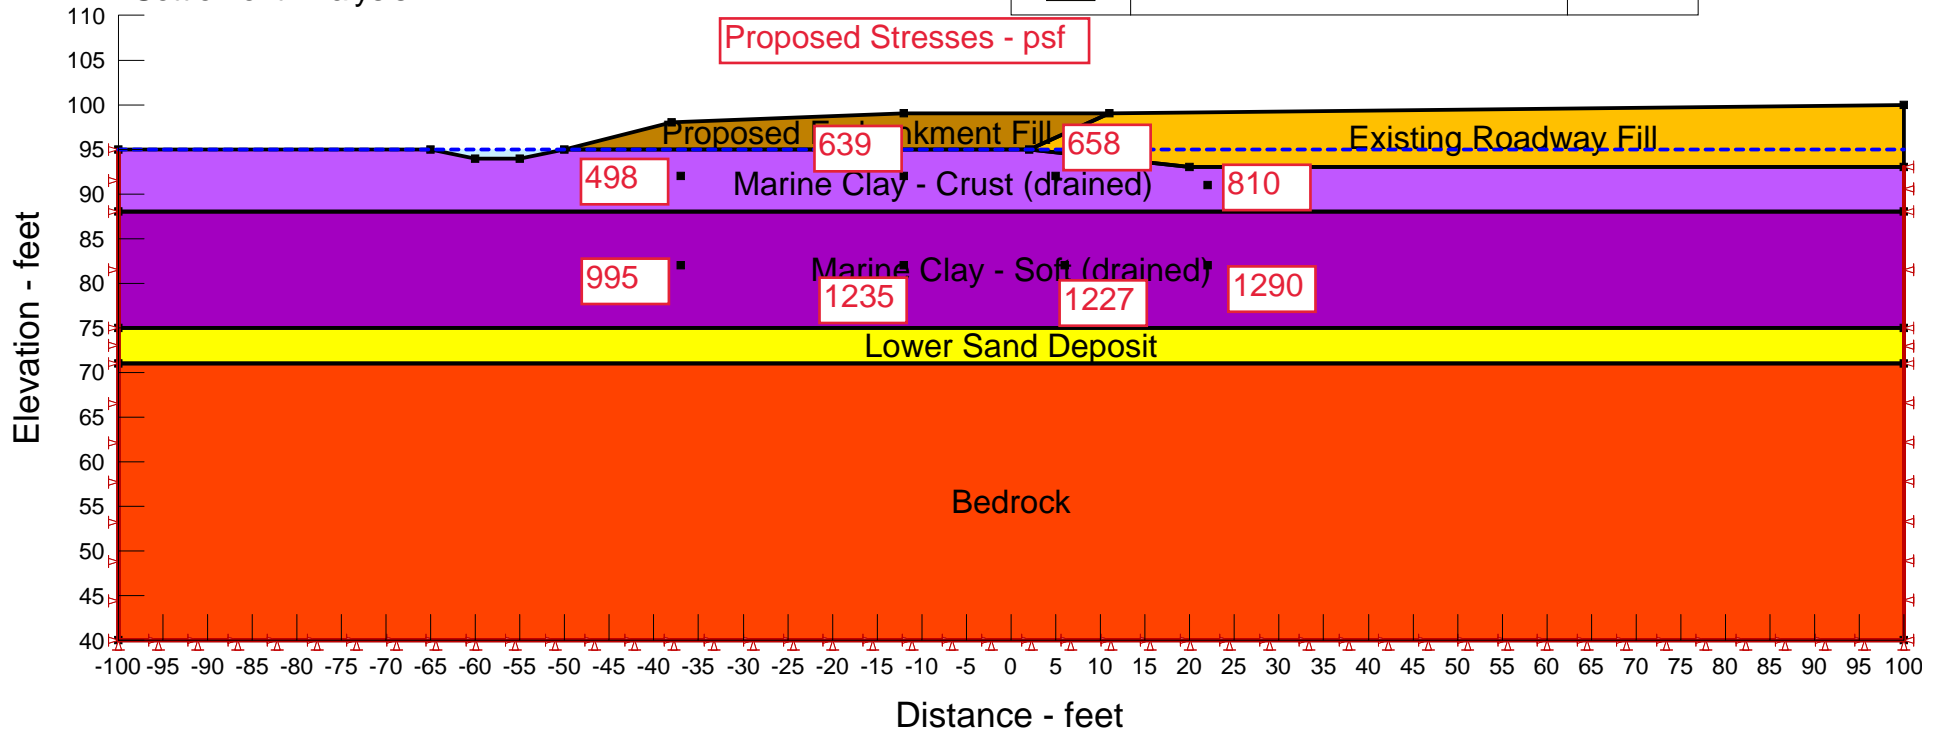 Proposed Stresses - psf
110
105
100
95
90
85
80
75
70
65
60
55
50
45
40
Elevation - feet
Proposed Embankment Fill
639
658
Existing Roadway Fill
498
Marine Clay - Crust (drained)
810
995
Marine Clay - Soft (drained)
1235
1227
1290
Lower Sand Deposit
Bedrock
-100 -95 -90 -85 -80 -75 -70 -65 -60 -55 -50 -45 -40 -35 -30 -25 -20 -15 -10 -5 0 5 10 15 20 25 30 35 40 45 50 55 60 65 70 75 80 85 90 95 100
Distance - feet